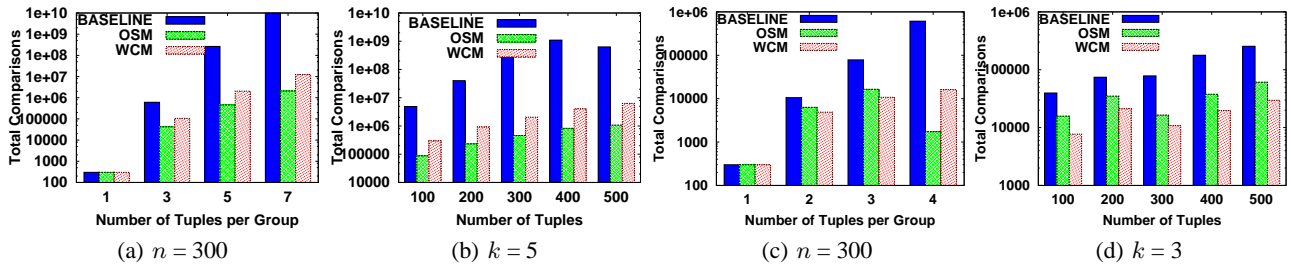 1e+10
1e+09
1e+08
1e+07
1e+06
100000
10000
1000
100
Total Comparisons
BASELINE
OSM
WCM
1 3 5 7
Number of Tuples per Group
(a) n = 300
1e+10
1e+09
1e+08
1e+07
1e+06
100000
10000
Total Comparisons
BASELINE
OSM
WCM
100 200 300 400 500
Number of Tuples
(b) k = 5
1e+06
100000
10000
1000
100
Total Comparisons
BASELINE
OSM
WCM
1 2 3 4
Number of Tuples per Group
(c) n = 300
1e+06
100000
10000
1000
Total Comparisons
BASELINE
OSM
WCM
100 200 300 400 500
Number of Tuples
(d) k = 3